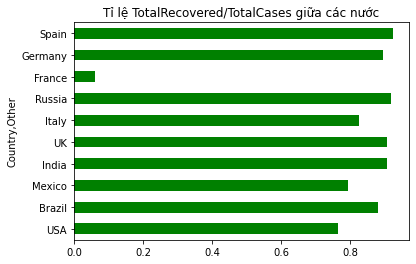 Tỉ lệ TotalRecovered/TotalCases giữa các nước
Country,Other
Spain
Germany
France
Russia
Italy
UK
India
Mexico
Brazil
USA
0.0 0.2 0.4 0.6 0.8